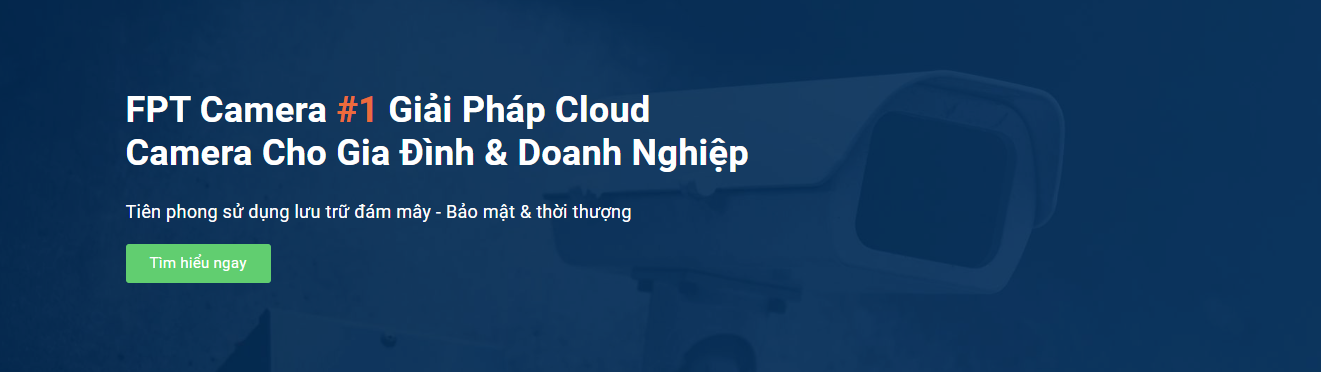 FPT Camera #1 Giải Pháp Cloud
Camera Cho Gia Đình & Doanh Nghiệp
Tiên phong sử dụng lưu trữ đám mây - Bảo mật & thời thượng
Tìm hiểu ngay